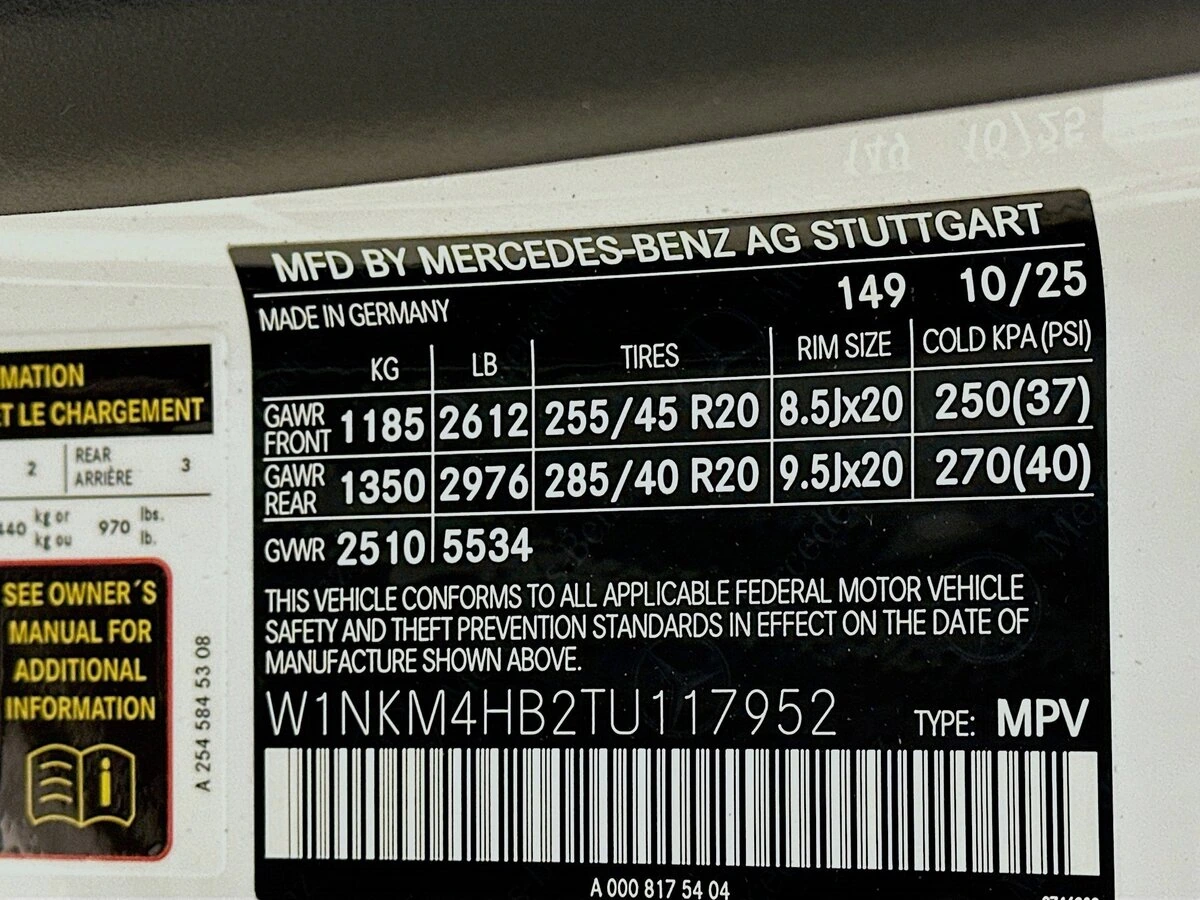 MFD BY MERCEDES-BENZ AG STUTTGART
MADE IN GERMANY 149 10/25
KG LB TIRES RIM SIZE COLD KPA (PSI)
GAWR FRONT 1185 2612 255/45 R20 8.5Jx20 250(37)
GAWR REAR 1350 2976 285/40 R20 9.5Jx20 270(40)
GVWR 2510 5534
THIS VEHICLE CONFORMS TO ALL APPLICABLE FEDERAL MOTOR VEHICLE
SAFETY AND THEFT PREVENTION STANDARDS IN EFFECT ON THE DATE OF
MANUFACTURE SHOWN ABOVE.
W1NKM4HB2TU117952 TYPE: MPV
A 000 817 54 04
ET LE CHARGEMENT
2 REAR ARRIÈRE 3
kg or 970 lbs.
kg ou lb.
SEE OWNER´S
MANUAL FOR
ADDITIONAL
INFORMATION
A 254 584 53 08